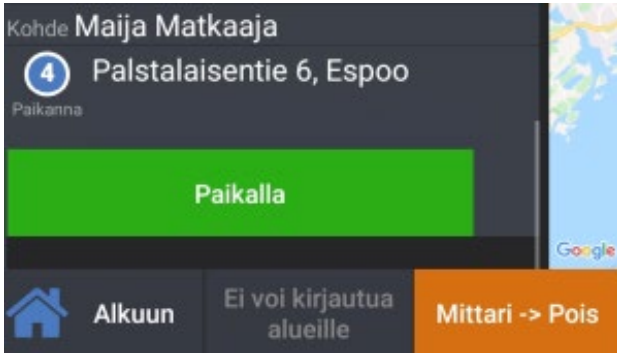 Kohde Maija Matkaaja
4 Palstalaisentie 6, Espoo
Paikanna
Paikalla
Google
Alkuun
Ei voi kirjautua
alueille
Mittari -> Pois